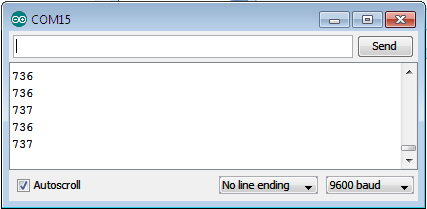 COM15
Send
736
736
737
736
737
Autoscroll
No line ending
9600 baud